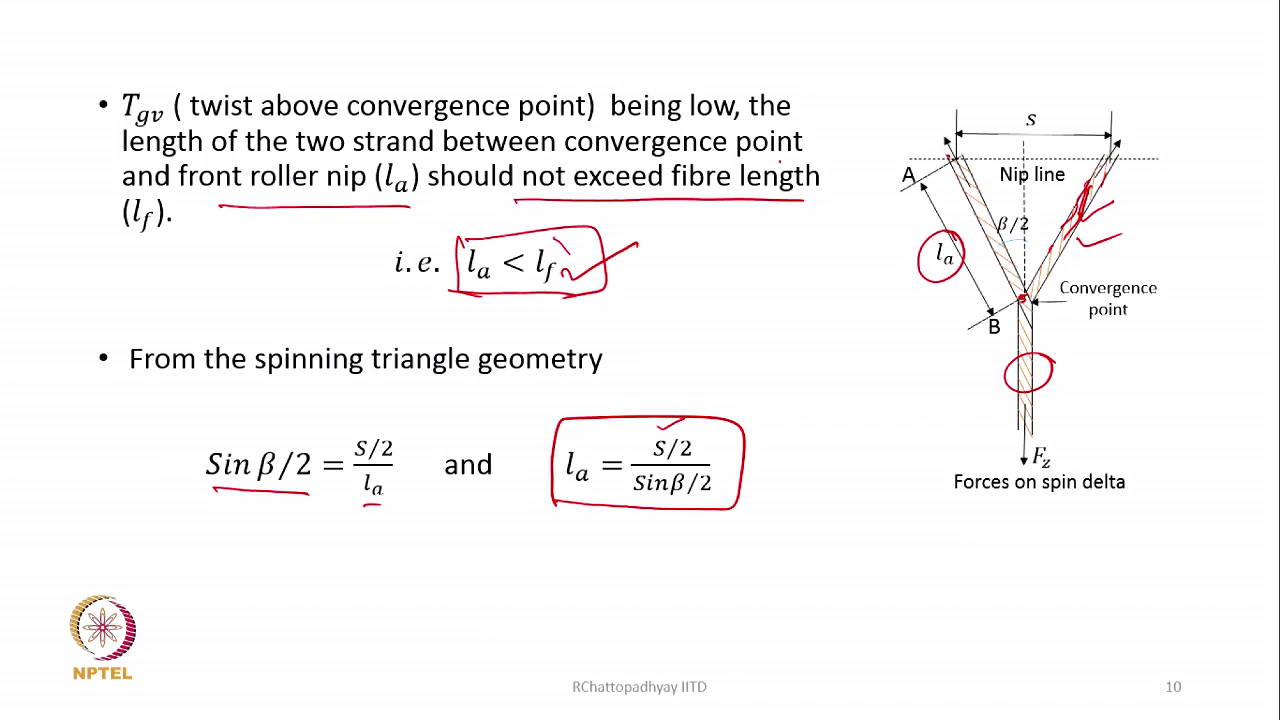 • T_gv ( twist above convergence point) being low, the
length of the two strand between convergence point
and front roller nip (l_a) should not exceed fibre length
(l_f).
i.e. l_a < l_f
• From the spinning triangle geometry
Sin β/2 = (S/2)/l_a and l_a = (S/2)/(Sinβ/2)
S
A
Nip line
β/2
l_a
Convergence
point
B
F_z
Forces on spin delta
NPTEL
RChattopadhyay IITD
10